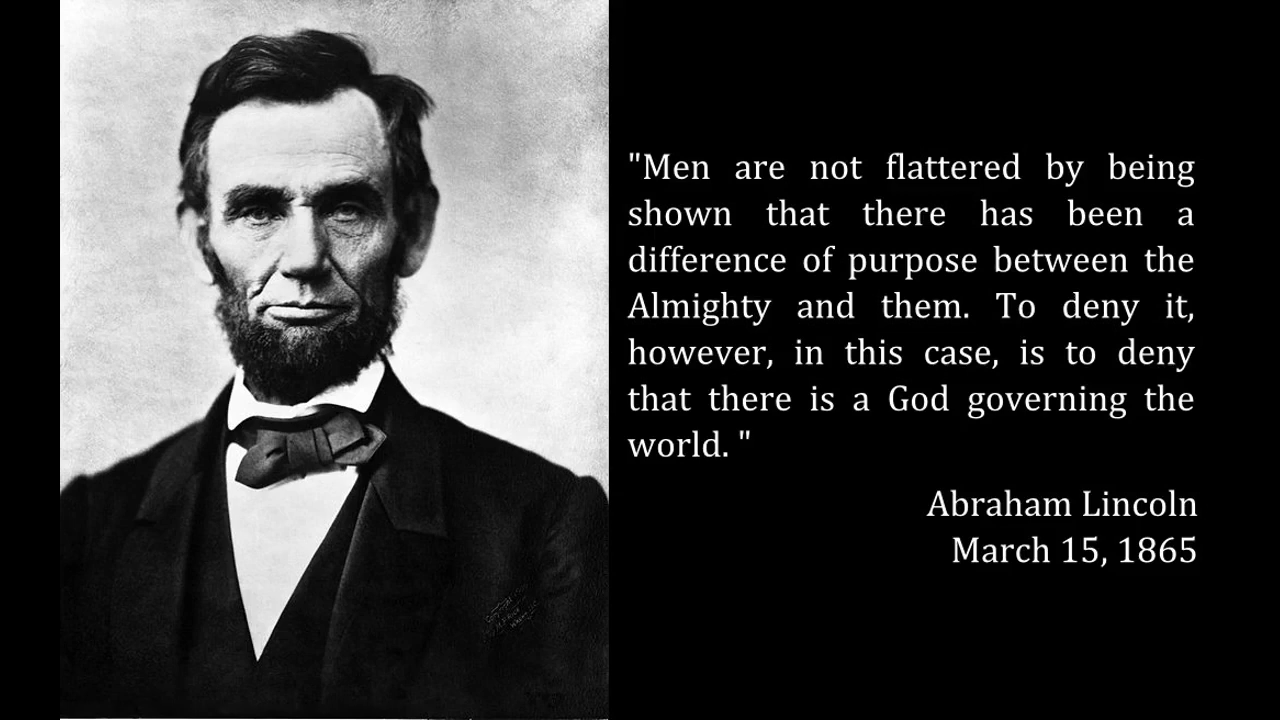 "Men are not flattered by being
shown that there has been a
difference of purpose between the
Almighty and them. To deny it,
however, in this case, is to deny
that there is a God governing the
world. "
Abraham Lincoln
March 15, 1865